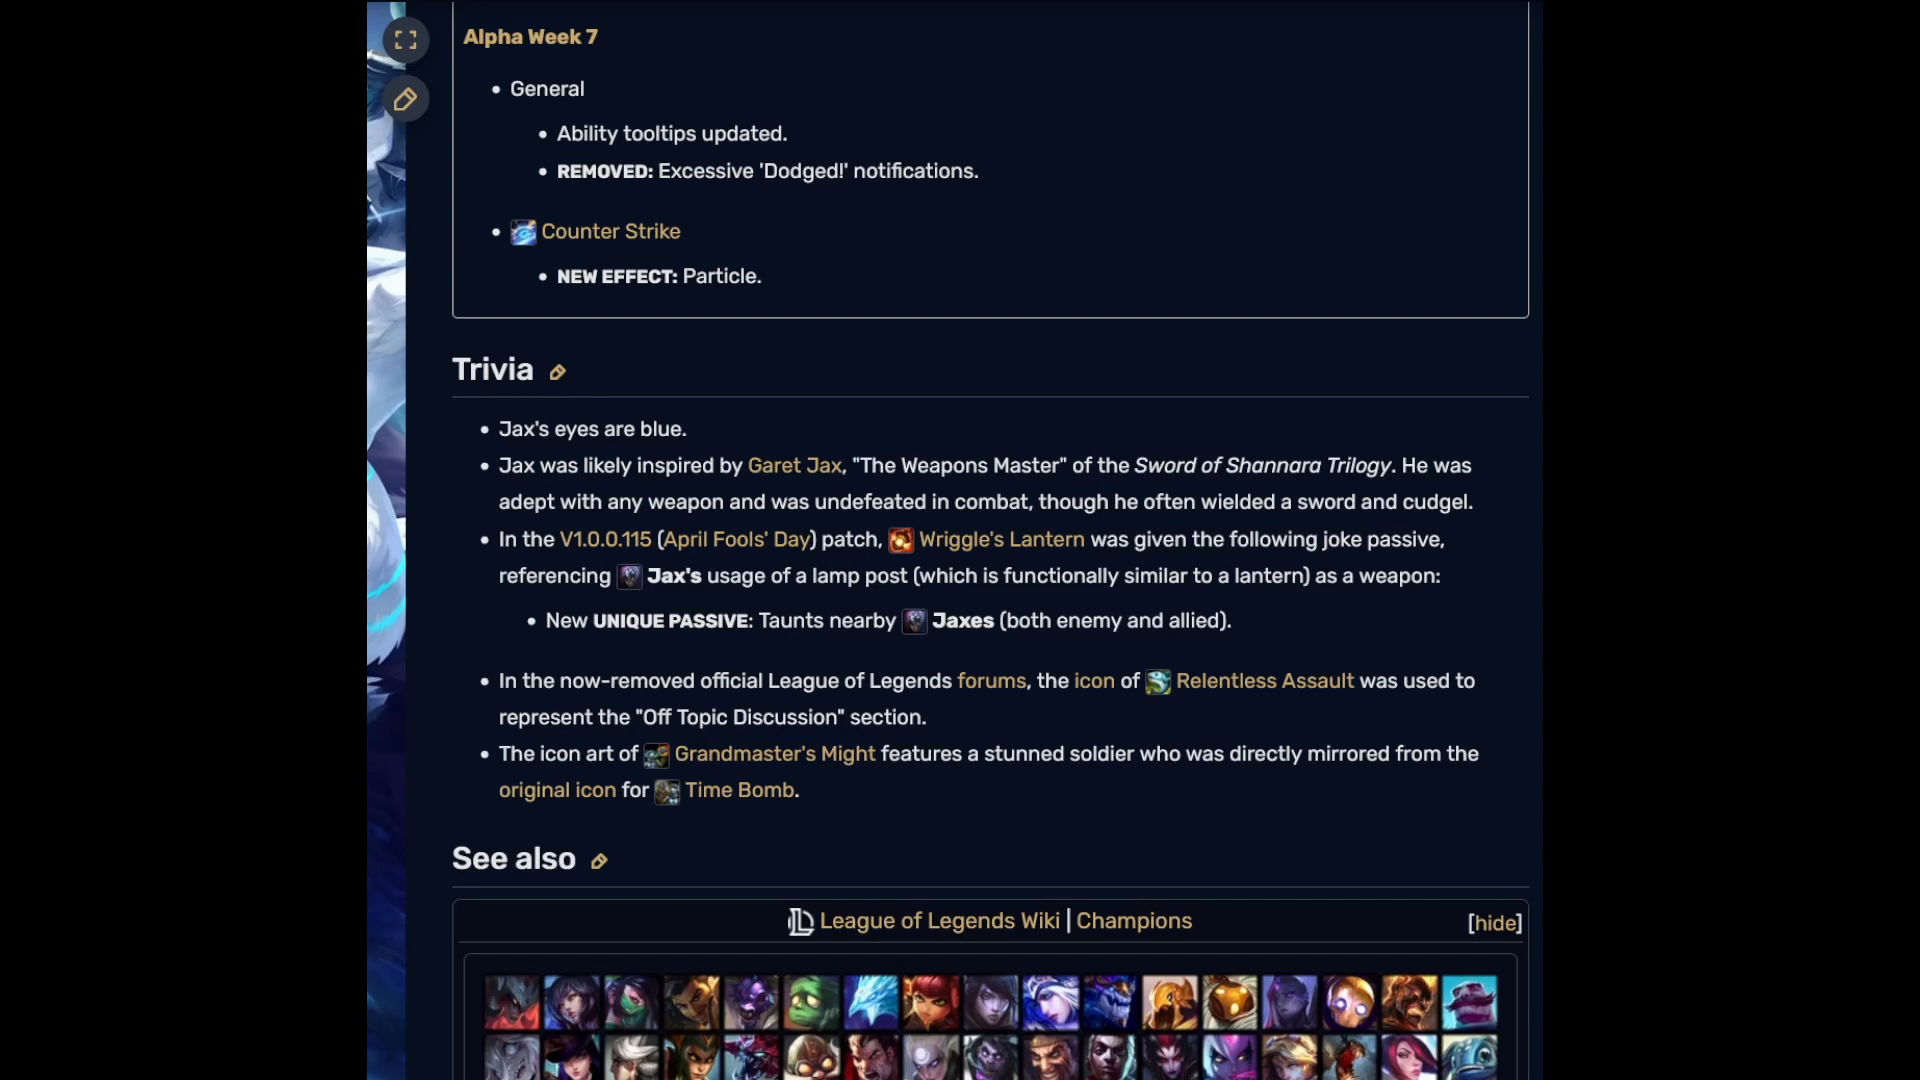 Alpha Week 7
General
Ability tooltips updated.
REMOVED: Excessive 'Dodged!' notifications.
Counter Strike
NEW EFFECT: Particle.
Trivia
Jax's eyes are blue.
Jax was likely inspired by Garet Jax, "The Weapons Master" of the Sword of Shannara Trilogy. He was
adept with any weapon and was undefeated in combat, though he often wielded a sword and cudgel.
In the V1.0.0.115 (April Fools' Day) patch, Wriggle's Lantern was given the following joke passive,
referencing Jax's usage of a lamp post (which is functionally similar to a lantern) as a weapon:
New UNIQUE PASSIVE: Taunts nearby Jaxes (both enemy and allied).
In the now-removed official League of Legends forums, the icon of Relentless Assault was used to
represent the "Off Topic Discussion" section.
The icon art of Grandmaster's Might features a stunned soldier who was directly mirrored from the
original icon for Time Bomb.
See also
League of Legends Wiki | Champions
[hide]